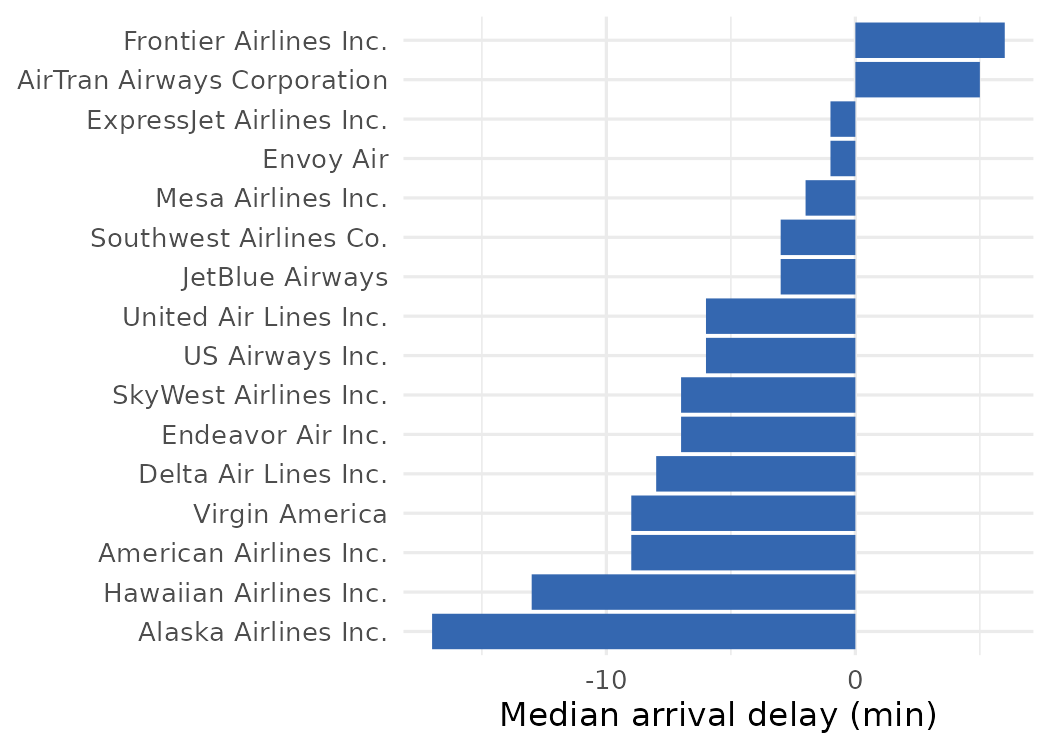 Frontier Airlines Inc.
AirTran Airways Corporation
ExpressJet Airlines Inc.
Envoy Air
Mesa Airlines Inc.
Southwest Airlines Co.
JetBlue Airways
United Air Lines Inc.
US Airways Inc.
SkyWest Airlines Inc.
Endeavor Air Inc.
Delta Air Lines Inc.
Virgin America
American Airlines Inc.
Hawaiian Airlines Inc.
Alaska Airlines Inc.
-10 0
Median arrival delay (min)